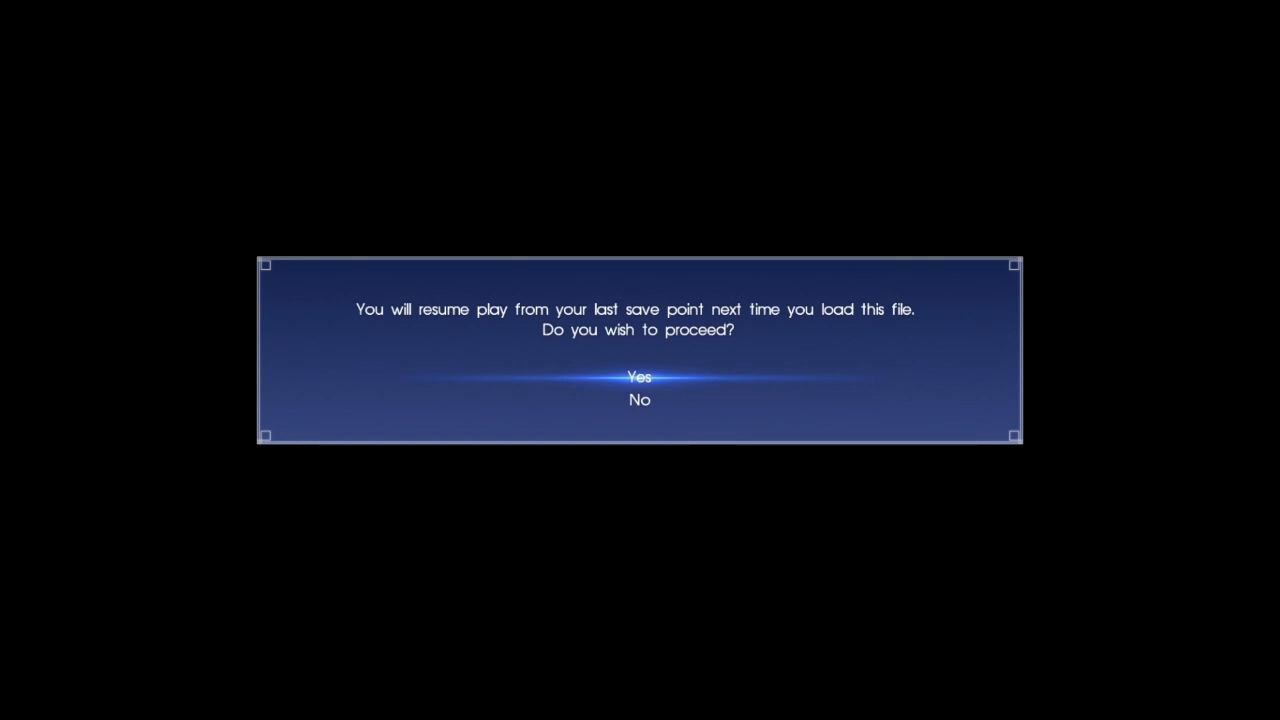 You will resume play from your last save point next time you load this file.
Do you wish to proceed?
Yes
No